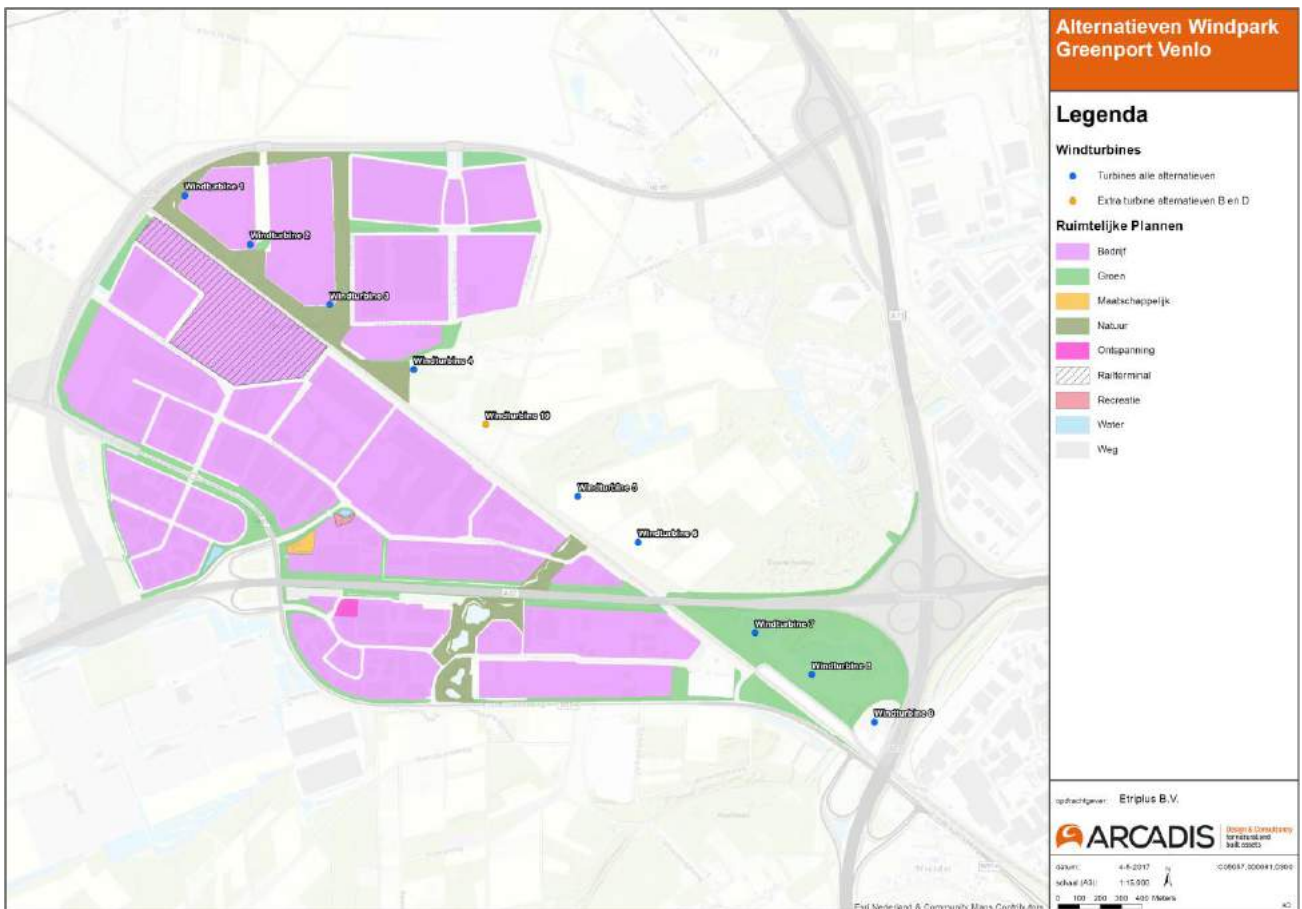 Alternatieven Windpark
Greenport Venlo
Legenda
Windturbines
Turbines alle alternatieven
Extra turbine alternatieven B en D
Ruimtelijke Plannen
Bedrijf
Groen
Maatschappelijk
Natuur
Ontspanning
Railterminal
Recreatie
Water
Weg
Windturbine 1
Windturbine 2
Windturbine 3
Windturbine 4
Windturbine 10
Windturbine 5
Windturbine 6
Windturbine 7
Windturbine 8
Windturbine 9
opdrachtgever: Etriplus B.V.
ARCADIS
Design & Consultancy
for natural and
built assets
datum: 4-5-2017
schaal (A3): 1:15.000
N
0 100 200 300 400 Meters
Esri Nederland & Community Maps Contributors